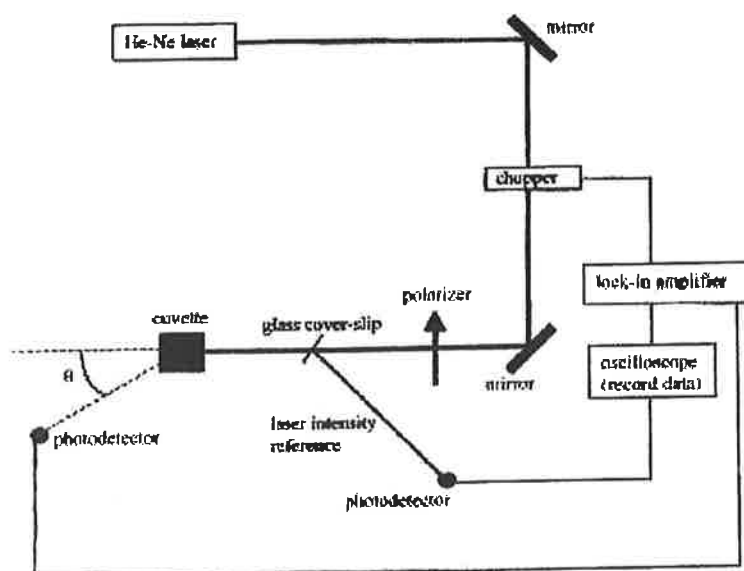 He-Ne laser
mirror
chopper
lock-in amplifier
polarizer
cuvette
glass cover-slip
mirror
oscilloscope
(record data)
θ
laser intensity
reference
photodetector
photodetector